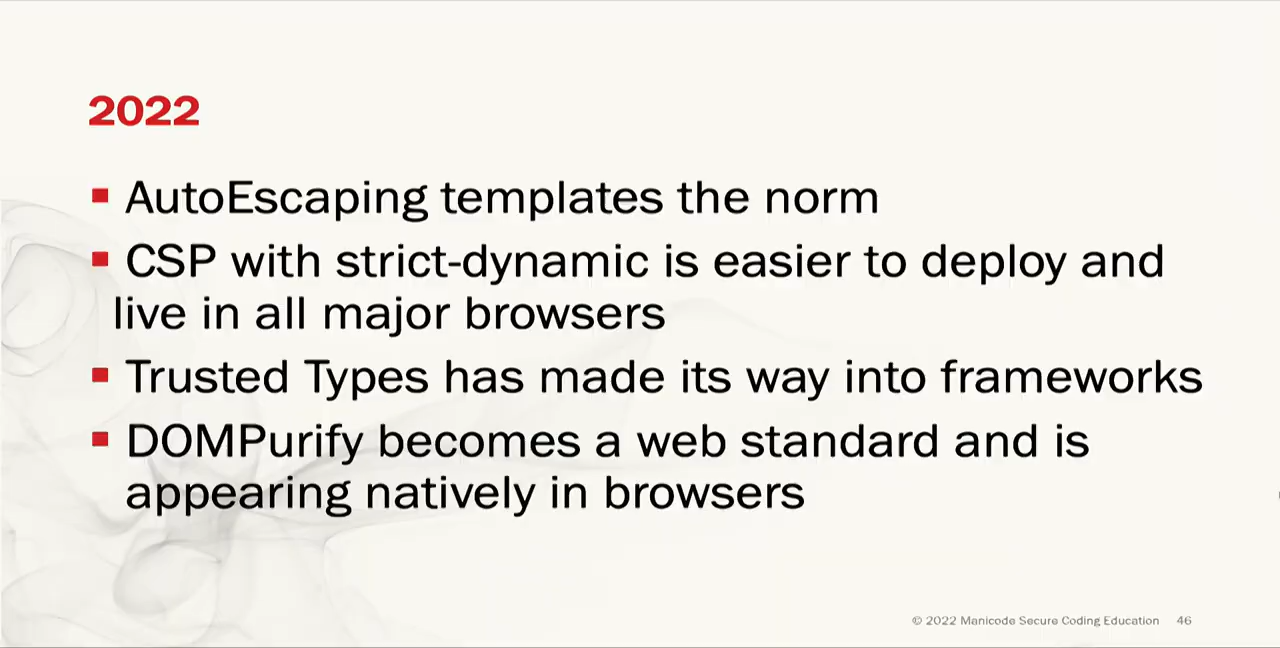 2022
AutoEscaping templates the norm
CSP with strict-dynamic is easier to deploy and
live in all major browsers
Trusted Types has made its way into frameworks
DOMPurify becomes a web standard and is
appearing natively in browsers
© 2022 Manicode Secure Coding Education 46